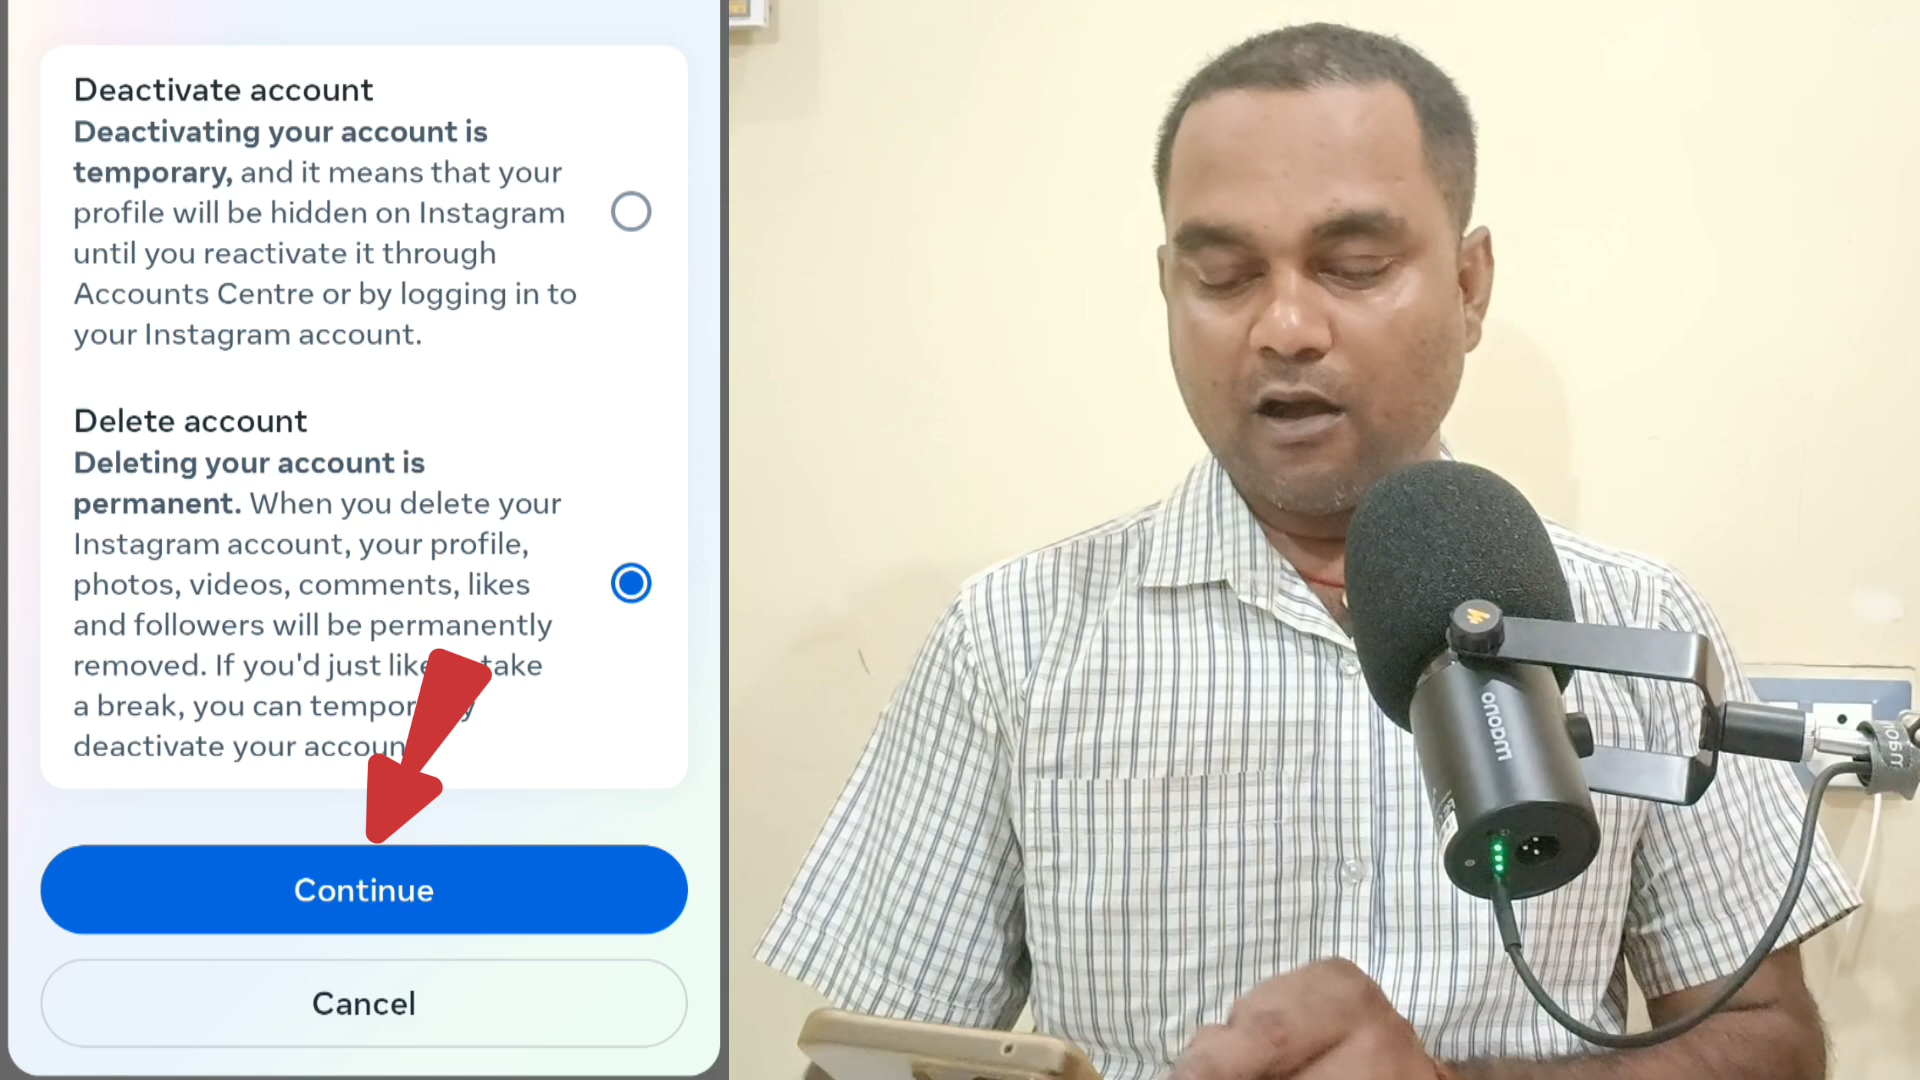 Deactivate account
Deactivating your account is
temporary, and it means that your
profile will be hidden on Instagram
until you reactivate it through
Accounts Centre or by logging in to
your Instagram account.
Delete account
Deleting your account is
permanent. When you delete your
Instagram account, your profile,
photos, videos, comments, likes
and followers will be permanently
removed. If you'd just like take
a break, you can
deactivate your
Continue
Cancel
maono